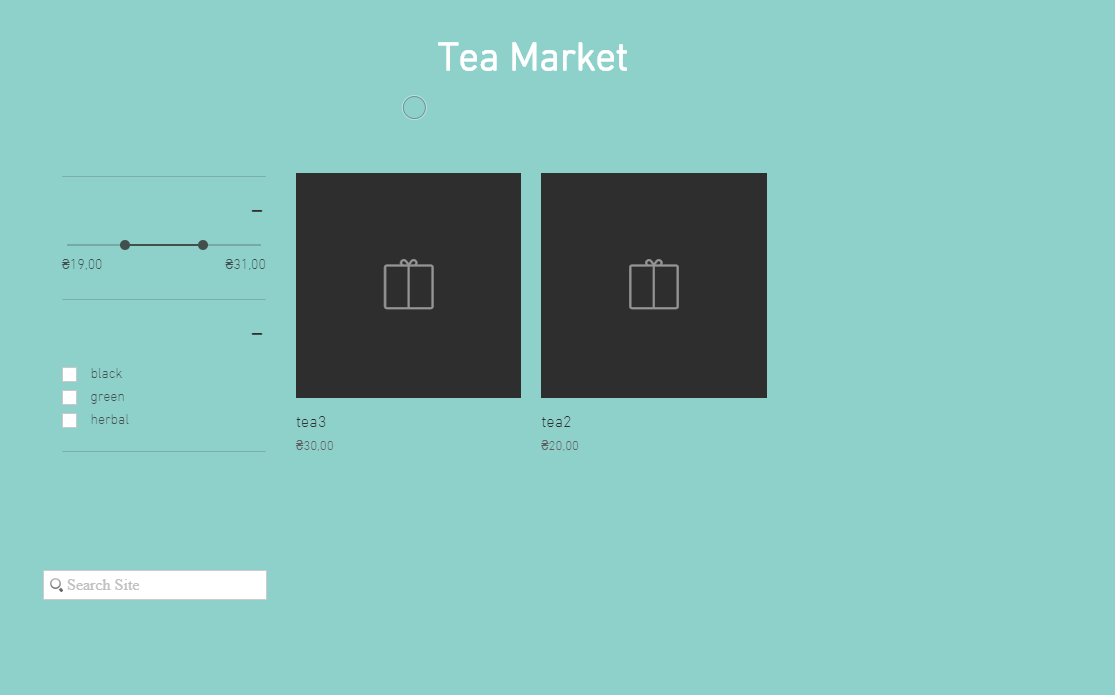 Tea Market
₴19,00 ₴31,00
black
green
herbal
tea3
₴30,00
tea2
₴20,00
Search Site